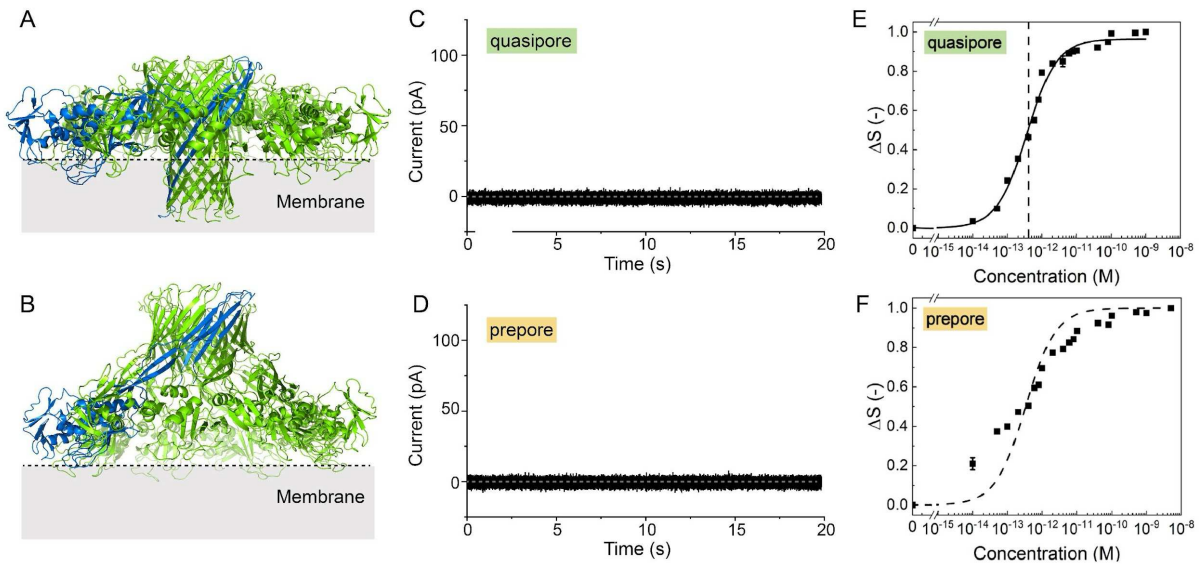 A
Membrane
B
Membrane
C
quasipore
Current (pA)
100
50
0
0
5
10
15
20
Time (s)
D
prepore
Current (pA)
100
50
0
0
5
10
15
20
Time (s)
E
quasipore
ΔS (-)
1.0
0.8
0.6
0.4
0.2
0.0
0 10⁻¹⁵ 10⁻¹⁴ 10⁻¹³ 10⁻¹² 10⁻¹¹ 10⁻¹⁰ 10⁻⁹ 10⁻⁸
Concentration (M)
F
prepore
ΔS (-)
1.0
0.8
0.6
0.4
0.2
0.0
0 10⁻¹⁵ 10⁻¹⁴ 10⁻¹³ 10⁻¹² 10⁻¹¹ 10⁻¹⁰ 10⁻⁹ 10⁻⁸
Concentration (M)